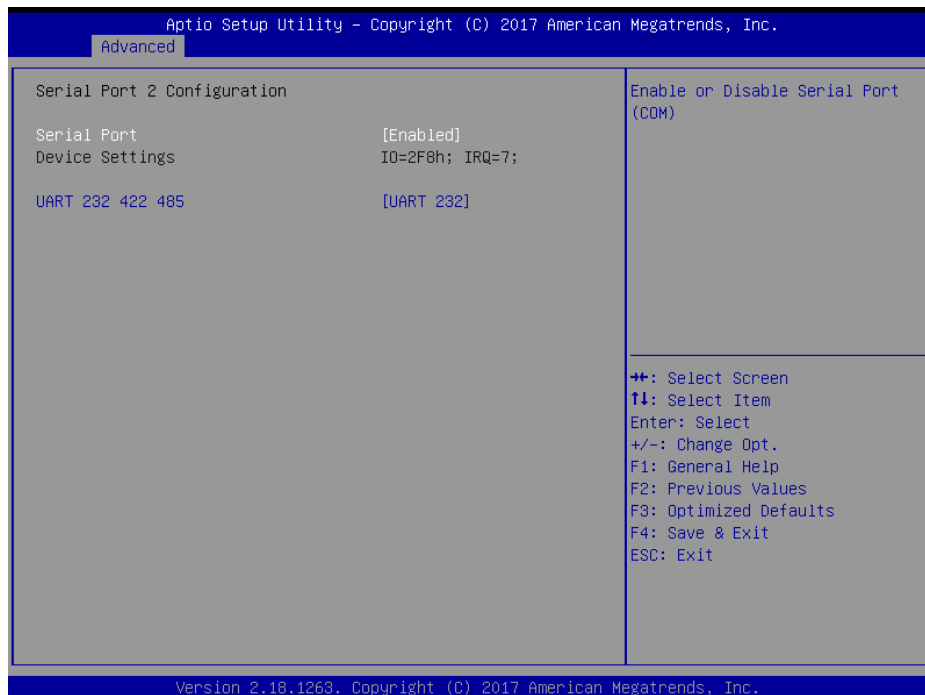 Aptio Setup Utility – Copyright (C) 2017 American Megatrends, Inc.
Advanced
Serial Port 2 Configuration
Serial Port [Enabled]
Device Settings IO=2F8h; IRQ=7;
UART 232 422 485 [UART 232]
Enable or Disable Serial Port
(COM)
→←: Select Screen
↑↓: Select Item
Enter: Select
+/-: Change Opt.
F1: General Help
F2: Previous Values
F3: Optimized Defaults
F4: Save & Exit
ESC: Exit
Version 2.18.1263. Copyright (C) 2017 American Megatrends, Inc.